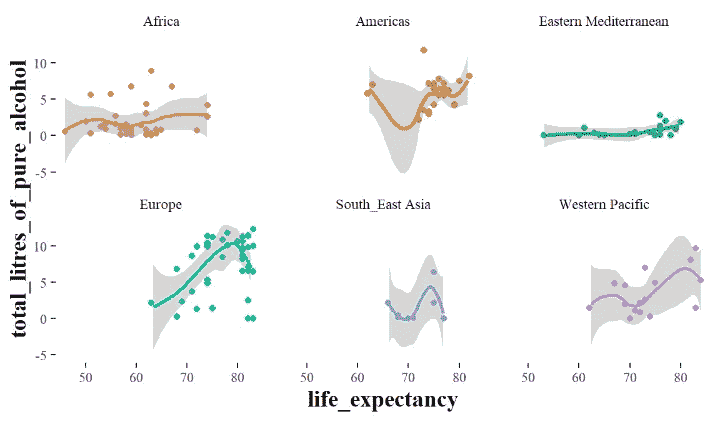 Africa Americas Eastern Mediterranean
10
5
0
-5
Europe South_East Asia Western Pacific
10
5
0
-5
total_litres_of_pure_alcohol
50 60 70 80 50 60 70 80 50 60 70 80
life_expectancy